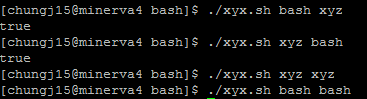 [chungj15@minerva4 bash]$ ./xyx.sh bash xyz
true
[chungj15@minerva4 bash]$ ./xyx.sh xyz bash
true
[chungj15@minerva4 bash]$ ./xyx.sh xyz xyz
[chungj15@minerva4 bash]$ ./xyx.sh bash bash